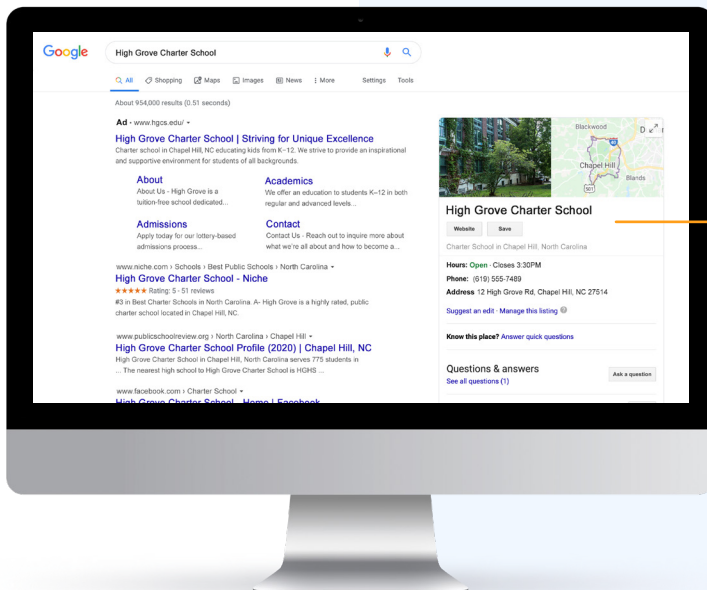 Google
High Grove Charter School
All Shopping Maps Images News More Settings Tools
About 954,000 results (0.51 seconds)
Ad · www.hgcs.edu/
High Grove Charter School | Striving for Unique Excellence
Charter school in Chapel Hill, NC educating kids from K–12. We strive to provide an inspirational
and supportive environment for students of all backgrounds.
About
About Us - High Grove is a
tuition-free school dedicated...
Academics
We offer an education to students K–12 in both
regular and advanced levels...
Admissions
Apply today for our lottery-based
admissions process...
Contact
Contact Us - Reach out to inquire more about
what we're all about and how to become a...
www.niche.com › Schools › Best Public Schools › North Carolina
High Grove Charter School - Niche
★★★★★ Rating: 5 - 51 reviews
#3 in Best Charter Schools in North Carolina. A- High Grove is a highly rated, public
charter school located in Chapel Hill, NC.
www.publicschoolreview.org › North Carolina › Chapel Hill
High Grove Charter School Profile (2020) | Chapel Hill, NC
High Grove Charter School in Chapel Hill, North Carolina serves 775 students in
... The nearest high school to High Grove Charter School is HGHS ...
www.facebook.com › Charter School
High Grove Charter School - Home | Facebook
Blackwood
D
Chapel Hill
Blands
501
High Grove Charter School
Website Save
Charter School in Chapel Hill, North Carolina
Hours: Open · Closes 3:30PM
Phone: (619) 555-7489
Address 12 High Grove Rd, Chapel Hill, NC 27514
Suggest an edit · Manage this listing
Know this place? Answer quick questions
Questions & answers
See all questions (1)
Ask a question